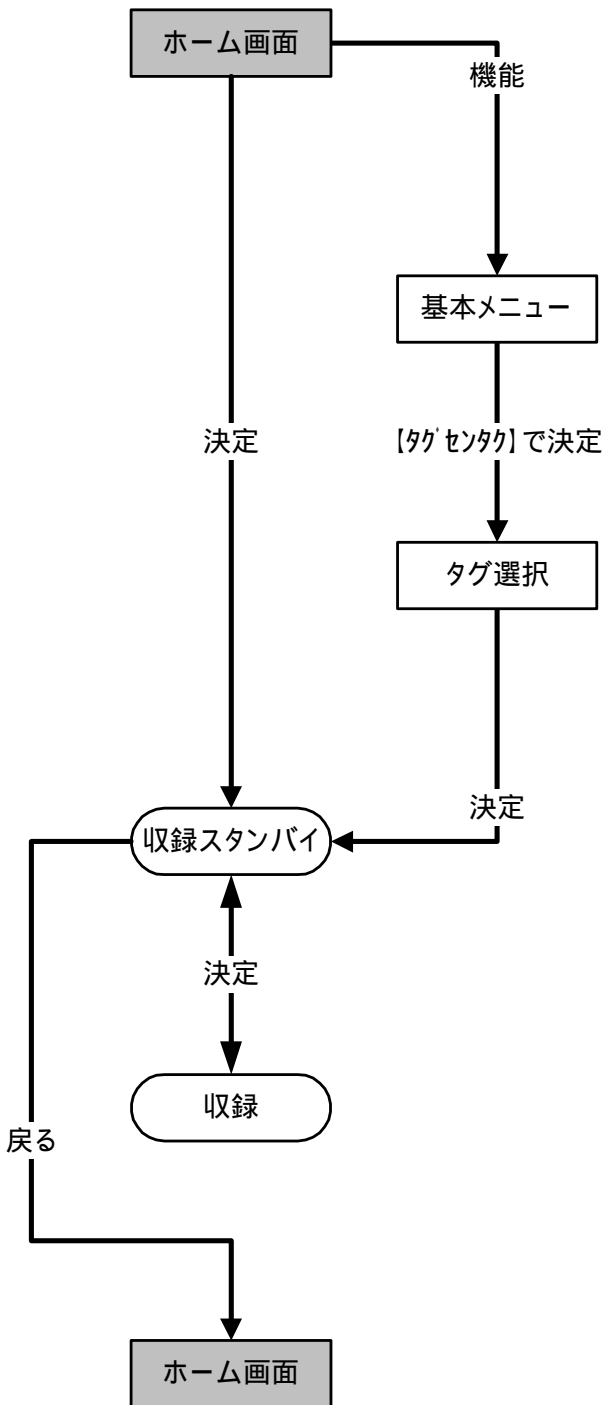 ホーム画面
機能
基本メニュー
決定
【ﾀｸﾞｾﾝﾀｸ】で決定
タグ選択
決定
収録スタンバイ
決定
収録
戻る
ホーム画面